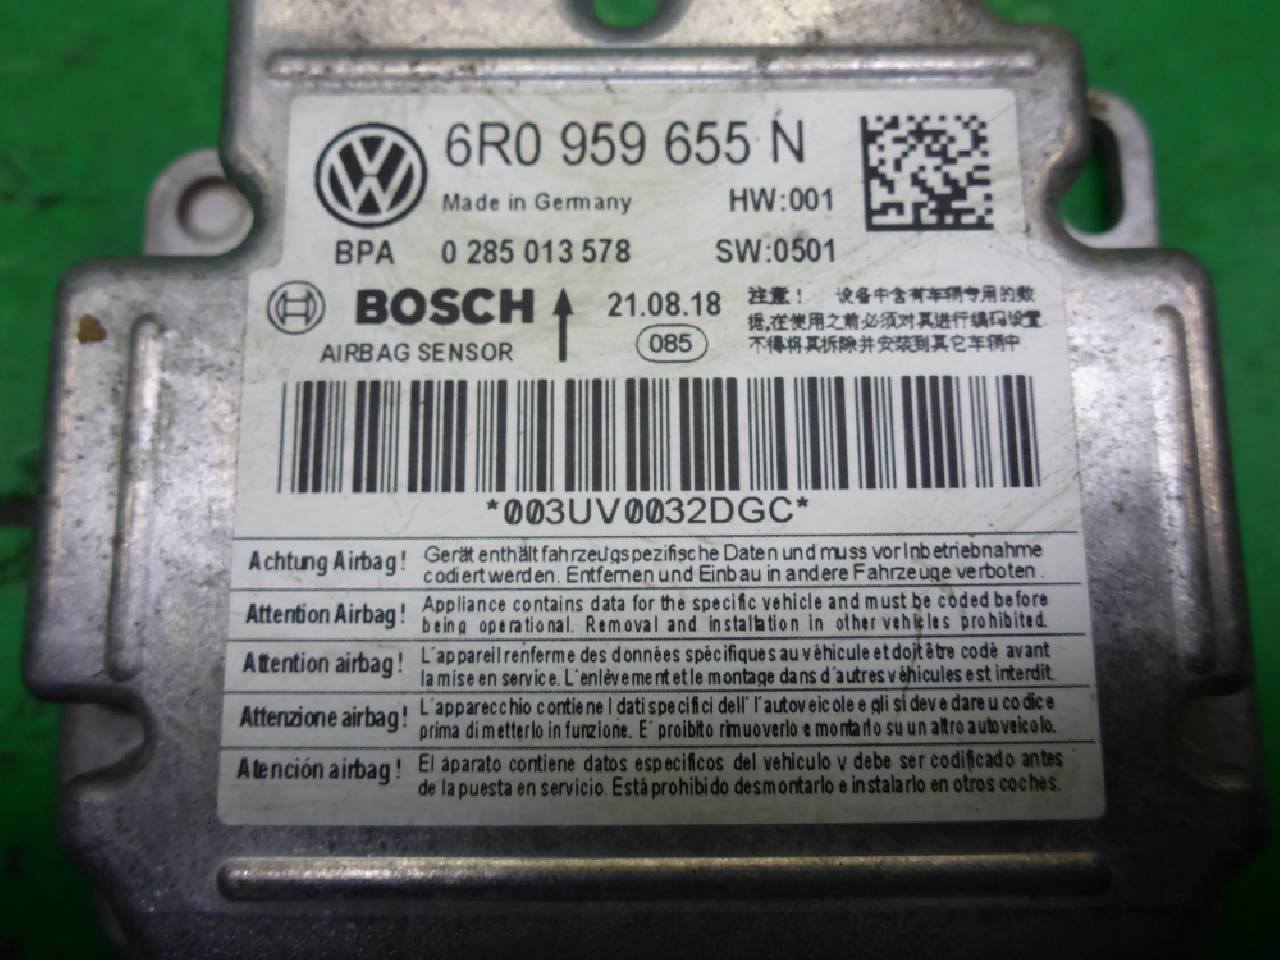 6R0 959 655 N
Made in Germany HW:001
BPA 0 285 013 578 SW:0501
BOSCH 21.08.18
AIRBAG SENSOR 085
注意！ 设备中含有车辆专用的数
据,在使用之前必须对其进行编码设置.
不得将其拆除并安装到其它车辆中
*003UV0032DGC*
Achtung Airbag! Gerät enthält fahrzeugspezifische Daten und muss vor Inbetriebnahme
codiert werden. Entfernen und Einbau in andere Fahrzeuge verboten.
Attention Airbag! Appliance contains data for the specific vehicle and must be coded before
being operational. Removal and installation in other vehicles prohibited.
Attention airbag! L'appareil renferme des données spécifiques au véhicule et doit être codé avant
la mise en service. L'enlèvement et le montage dans d'autres véhicules est interdit.
Attenzione airbag! L'apparecchio contiene I dati specifici dell'I'autoveicolo e gli si deve dare u codice
prima di metterlo in funzione. E' proibito rimuoverlo e montarlo su un altro autoveicolo.
Atención airbag! El aparato contiene datos especificos del vehiculo y debe ser codificado antes
de la puesta en servicio. Está prohibido desmontarlo e instalarlo en otros coches.